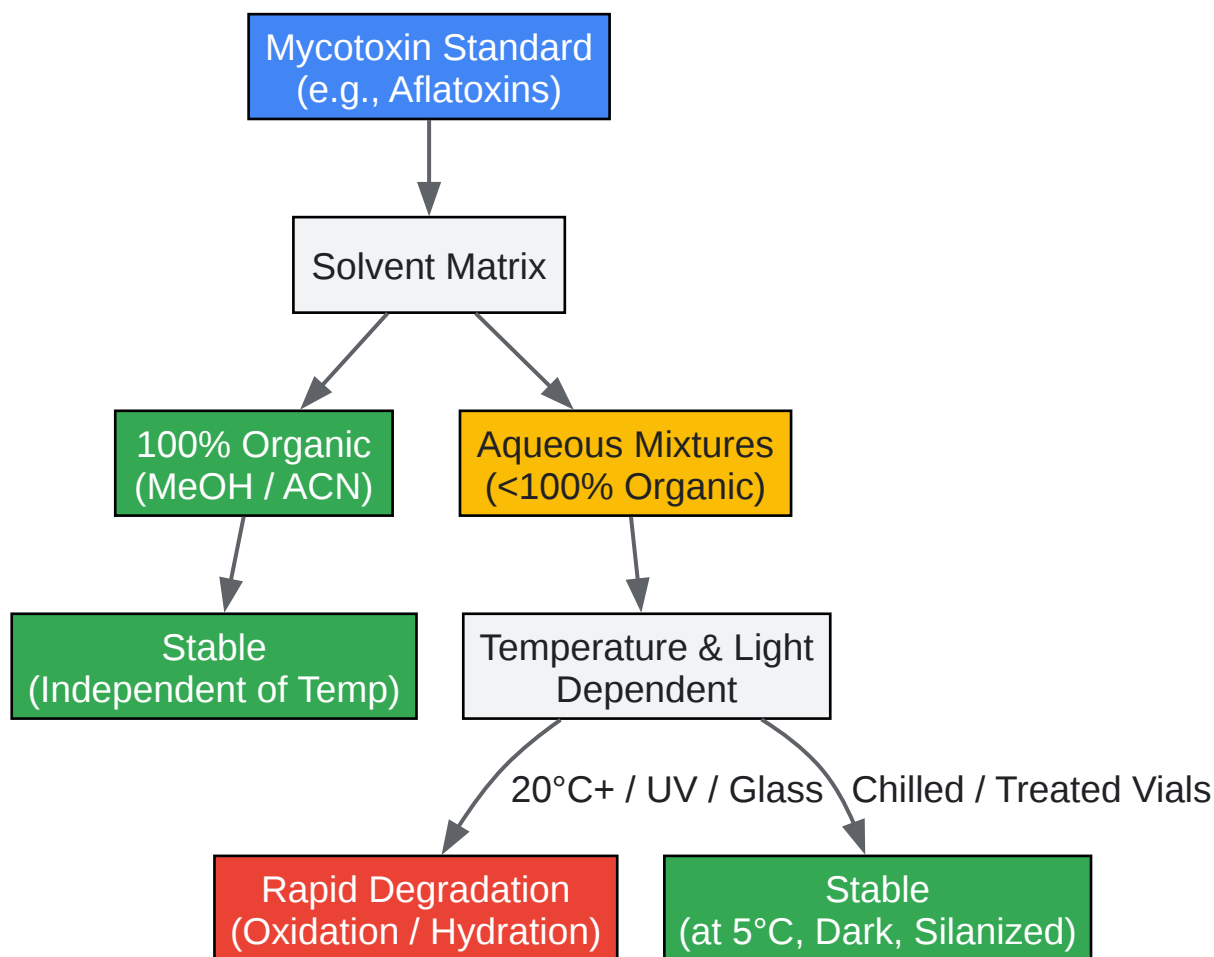 Mycotoxin Standard
(e.g., Aflatoxins)
Solvent Matrix
100% Organic
(MeOH / ACN)
Aqueous Mixtures
(<100% Organic)
Stable
(Independent of Temp)
Temperature & Light
Dependent
20°C+ / UV / Glass
Chilled / Treated Vials
Rapid Degradation
(Oxidation / Hydration)
Stable
(at 5°C, Dark, Silanized)